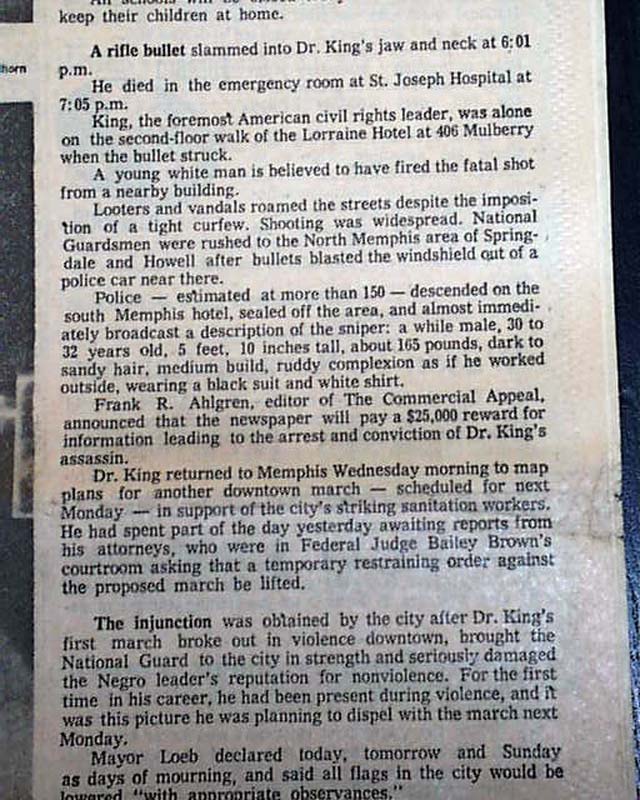 keep their children at home.
A rifle bullet slammed into Dr. King's jaw and neck at 6:01
horn
p.m.
He died in the emergency room at St. Joseph Hospital at
7:05 p.m.
King, the foremost American civil rights leader, was alone
on the second-floor walk of the Lorraine Hotel at 406 Mulberry
when the bullet struck.
A young white man is believed to have fired the fatal shot
from a nearby building.
Looters and vandals roamed the streets despite the imposi-
tion of a tight curfew. Shooting was widespread. National
Guardsmen were rushed to the North Memphis area of Spring-
dale and Howell after bullets blasted the windshield out of a
police car near there.
Police — estimated at more than 150 — descended on the
south Memphis hotel, sealed off the area, and almost immedi-
ately broadcast a description of the sniper: a while male, 30 to
32 years old, 5 feet, 10 inches tall, about 165 pounds, dark to
sandy hair, medium build, ruddy complexion as if he worked
outside, wearing a black suit and white shirt.
Frank R. Ahlgren, editor of The Commercial Appeal,
announced that the newspaper will pay a $25,000 reward for
information leading to the arrest and conviction of Dr. King's
assassin.
Dr. King returned to Memphis Wednesday morning to map
plans for another downtown march — scheduled for next
Monday — in support of the city's striking sanitation workers.
He had spent part of the day yesterday awaiting reports from
his attorneys, who were in Federal Judge Bailey Brown's
courtroom asking that a temporary restraining order against
the proposed march be lifted.
The injunction was obtained by the city after Dr. King's
first march broke out in violence downtown, brought the
National Guard to the city in strength and seriously damaged
the Negro leader's reputation for nonviolence. For the first
time in his career, he had been present during violence, and it
was this picture he was planning to dispel with the march next
Monday.
Mayor Loeb declared today, tomorrow and Sunday
as days of mourning, and said all flags in the city would be
lowered "with appropriate observances."